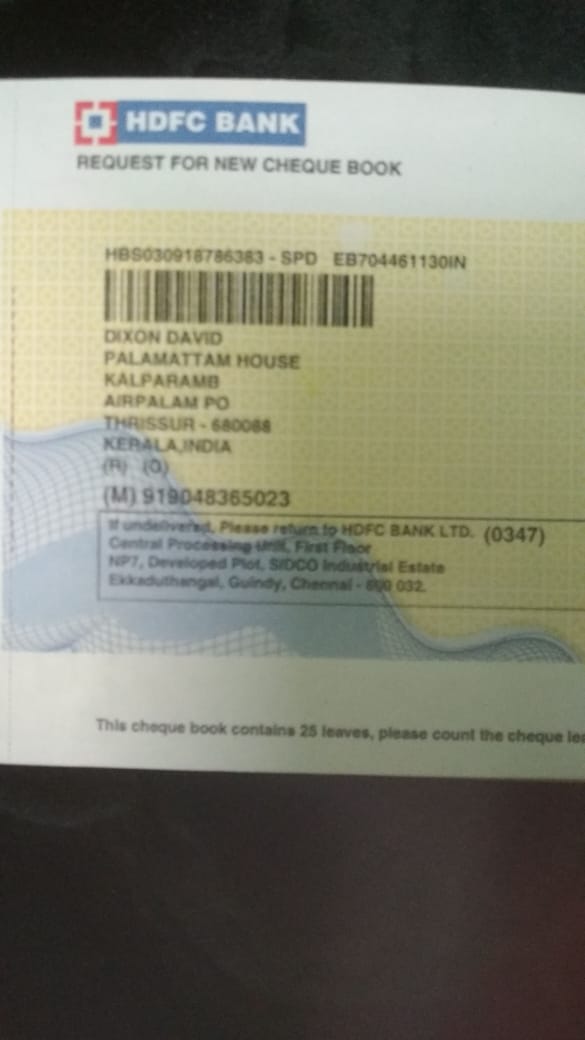 HDFC BANK
REQUEST FOR NEW CHEQUE BOOK
HBS030918786383 - SPD EB704461130IN
DIXON DAVID
PALAMATTAM HOUSE
KALPARAMB
AIRPALAM PO
THRISSUR - 680088
KERALA,INDIA
(R) (O)
(M) 919048365023
If undelivered, Please return to HDFC BANK LTD. (0347)
Central Processing Unit, First Floor
NP7, Developed Plot, SIDCO Industrial Estate
Ekkaduthangal, Guindy, Chennai - 600 032.
This cheque book contains 25 leaves, please count the cheque